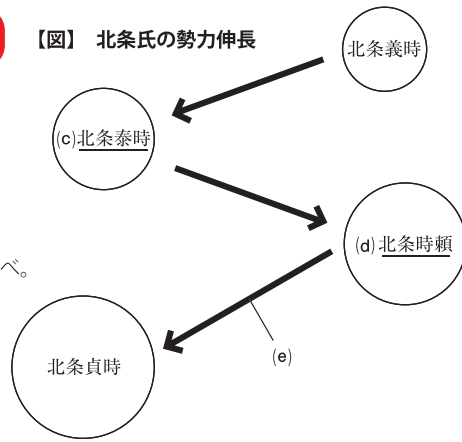 【図】 北条氏の勢力伸長
北条義時
(c)北条泰時
(d)北条時頼
べ。
北条貞時
(e)